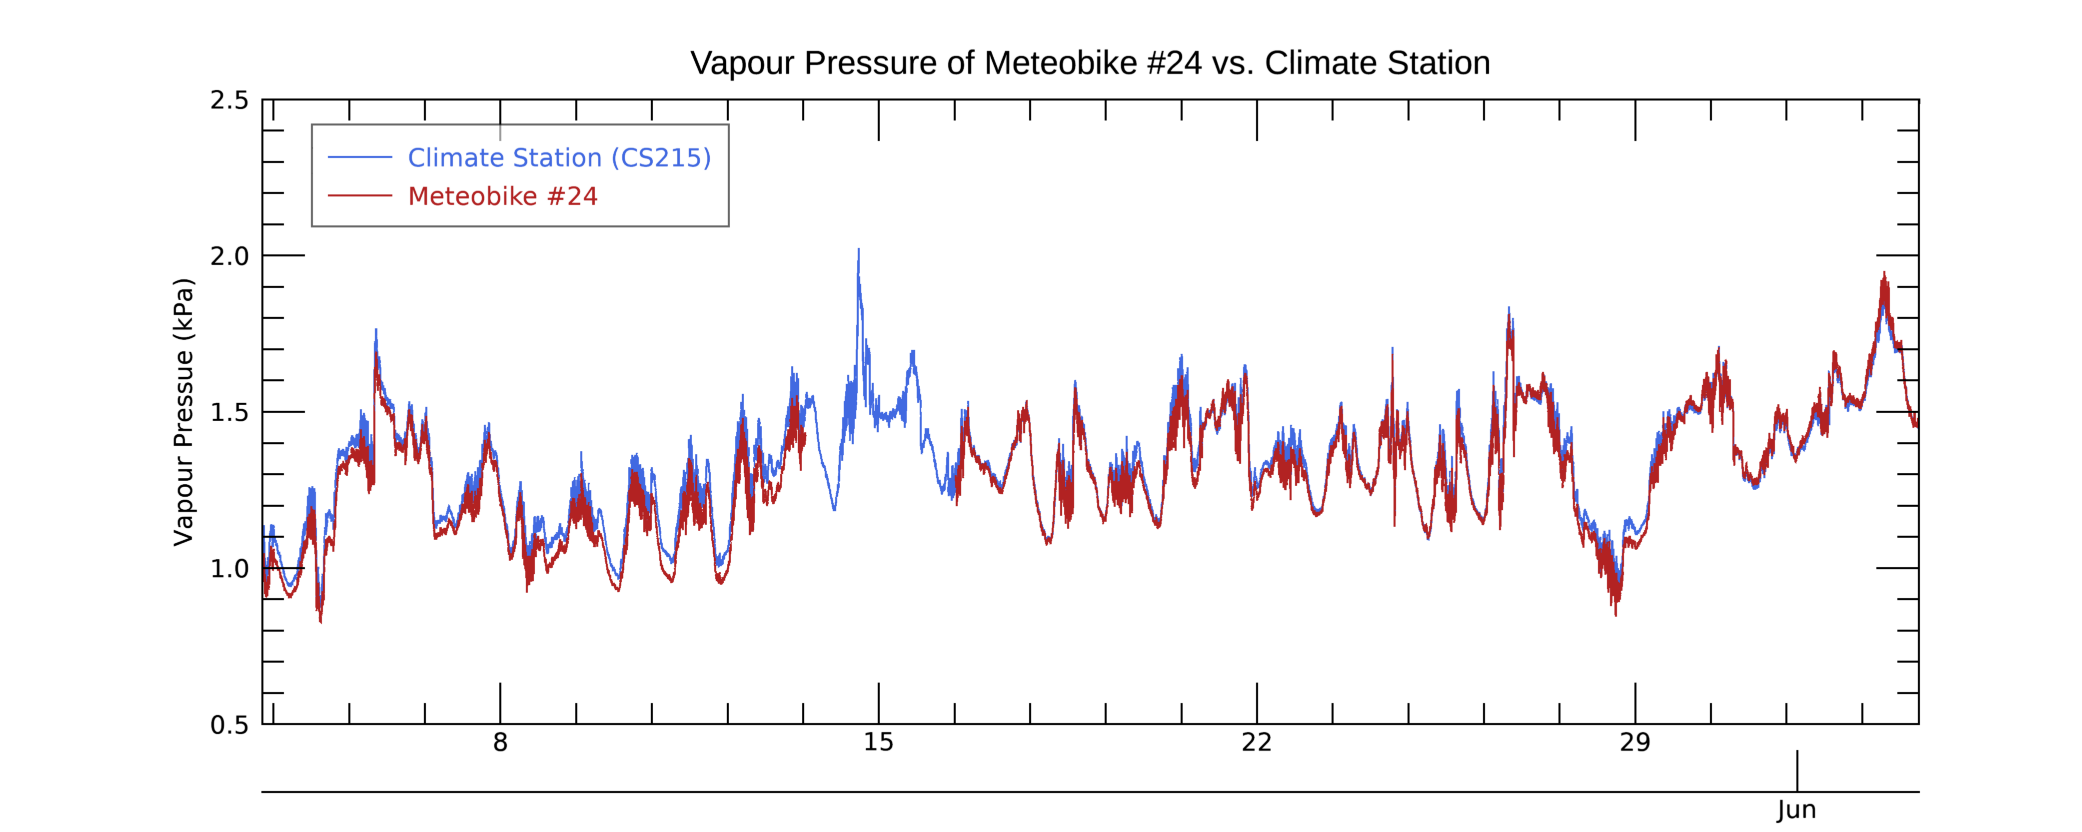 Vapour Pressure of Meteobike #24 vs. Climate Station
2.5
Climate Station (CS215)
Meteobike #24
2.0
Vapour Pressue (kPa)
1.5
1.0
0.5
8 15 22 29
Jun